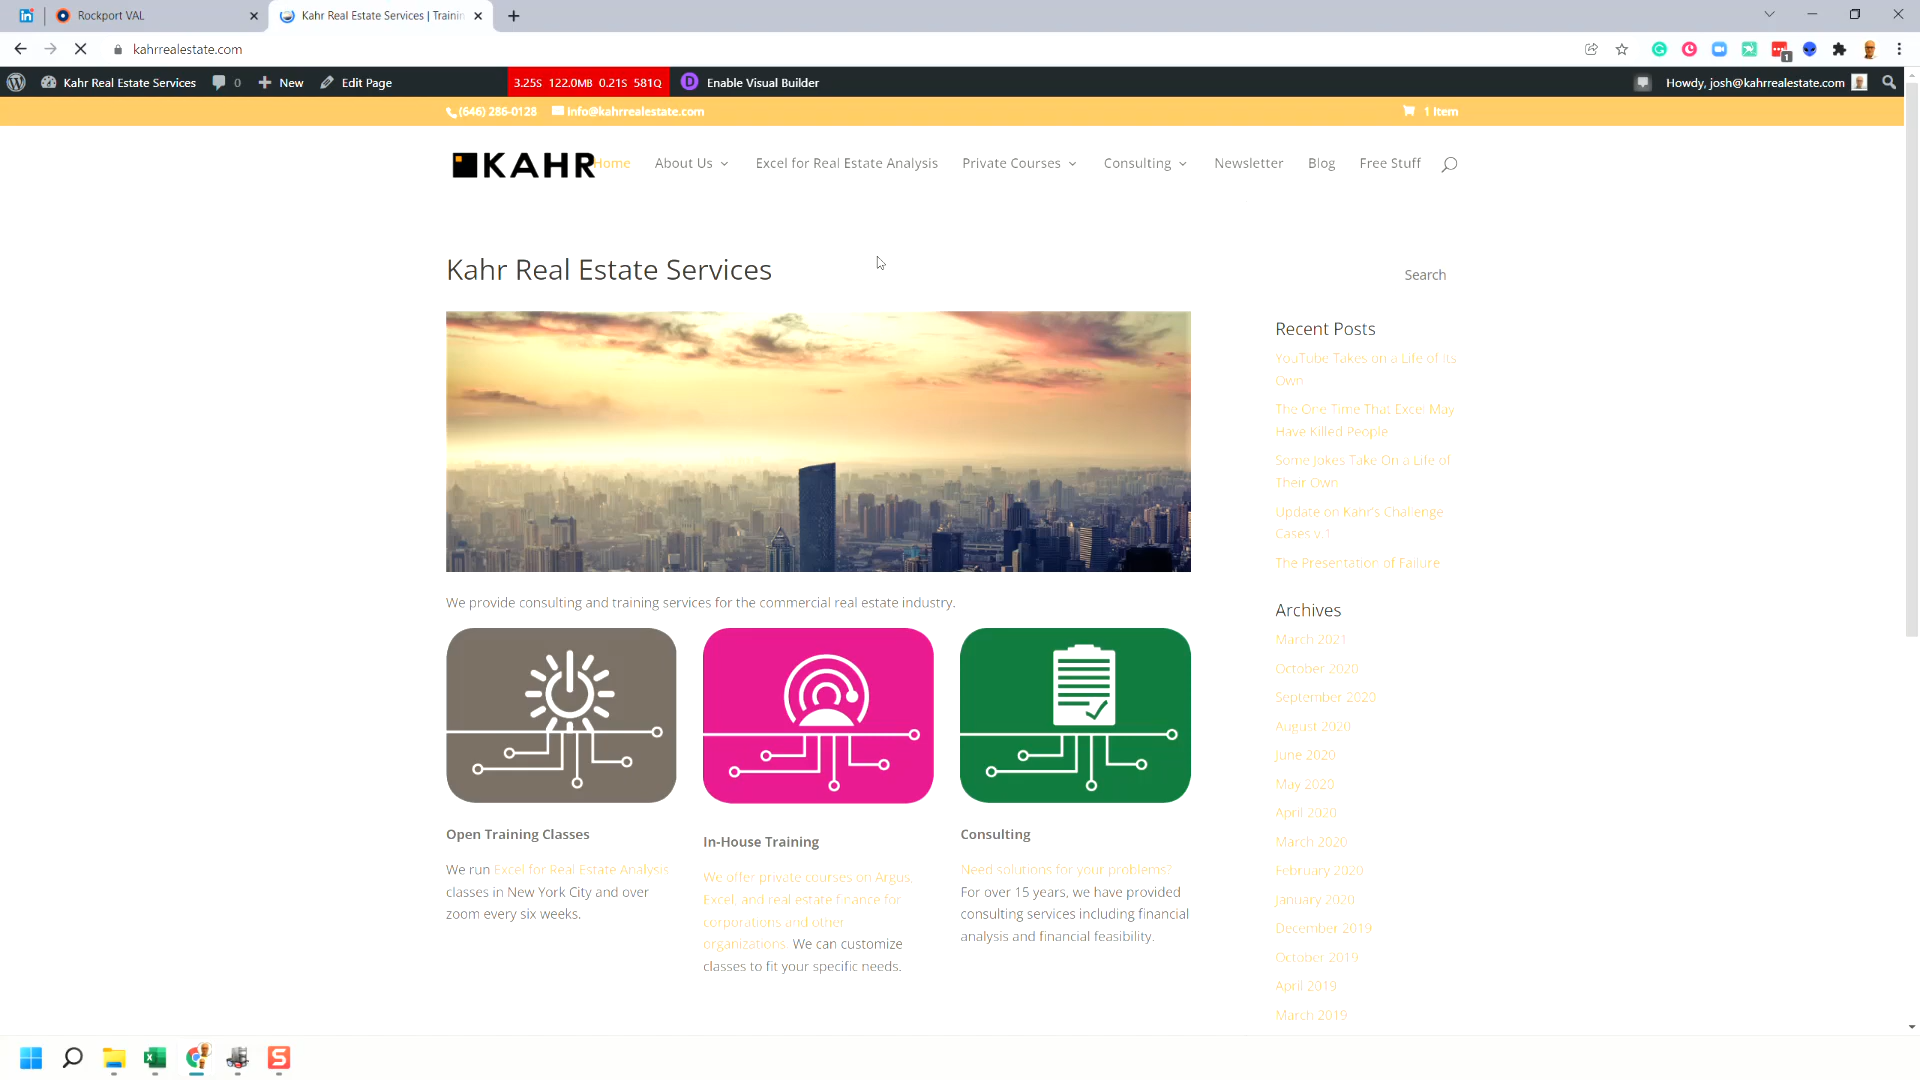 Rockport VAL
Kahr Real Estate Services | Trainin
kahrrealestate.com
1
Kahr Real Estate Services
0
New
Edit Page
3.25S 122.0MB 0.21S 581Q
D
Enable Visual Builder
Howdy, josh@kahrrealestate.com
(646) 286-0128
info@kahrrealestate.com
1 Item
KAHR
Home
About Us
Excel for Real Estate Analysis
Private Courses
Consulting
Newsletter
Blog
Free Stuff
Kahr Real Estate Services
We provide consulting and training services for the commercial real estate industry.
Open Training Classes
We run Excel for Real Estate Analysis
classes in New York City and over
zoom every six weeks.
In-House Training
We offer private courses on Argus,
Excel, and real estate finance for
corporations and other
organizations. We can customize
classes to fit your specific needs.
Consulting
Need solutions for your problems?
For over 15 years, we have provided
consulting services including financial
analysis and financial feasibility.
Search
Recent Posts
YouTube Takes on a Life of Its
Own
The One Time That Excel May
Have Killed People
Some Jokes Take On a Life of
Their Own
Update on Kahr's Challenge
Cases v.1
The Presentation of Failure
Archives
March 2021
October 2020
September 2020
August 2020
June 2020
May 2020
April 2020
March 2020
February 2020
January 2020
December 2019
October 2019
April 2019
March 2019